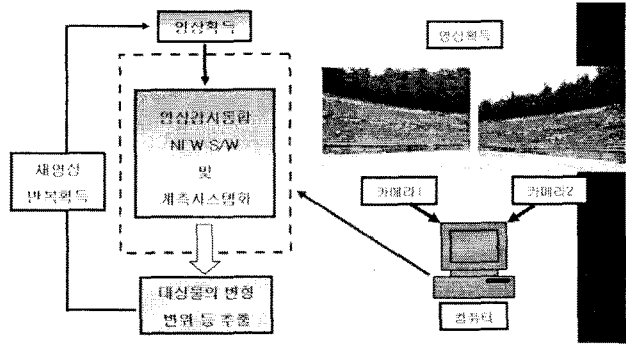 영상획득
영상감시통합
NEW S/W
및
계측시스템화
새영상
반복획득
대상물의 변형
변위 등 추출
영상획득
카메라1
카메라2
컴퓨터